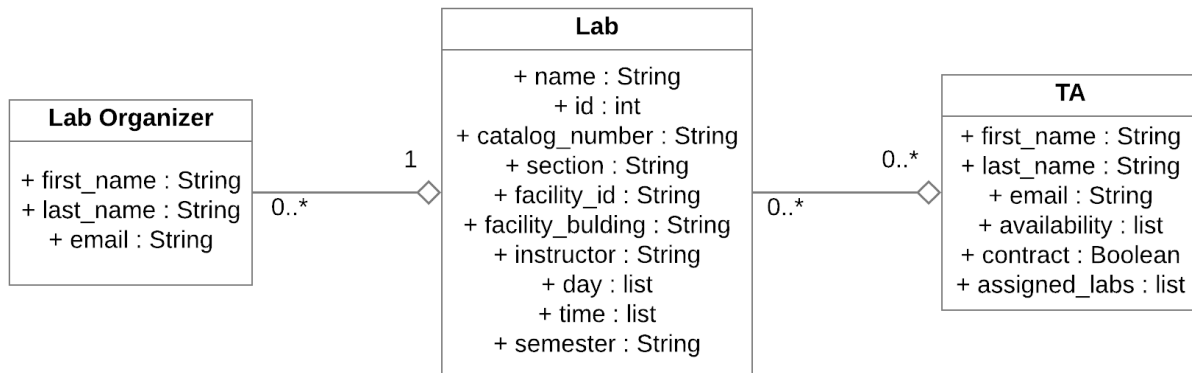 Lab Organizer
+ first_name : String
+ last_name : String
+ email : String
0..*
1
Lab
+ name : String
+ id : int
+ catalog_number : String
+ section : String
+ facility_id : String
+ facility_bulding : String
+ instructor : String
+ day : list
+ time : list
+ semester : String
0..*
0..*
TA
+ first_name : String
+ last_name : String
+ email : String
+ availability : list
+ contract : Boolean
+ assigned_labs : list